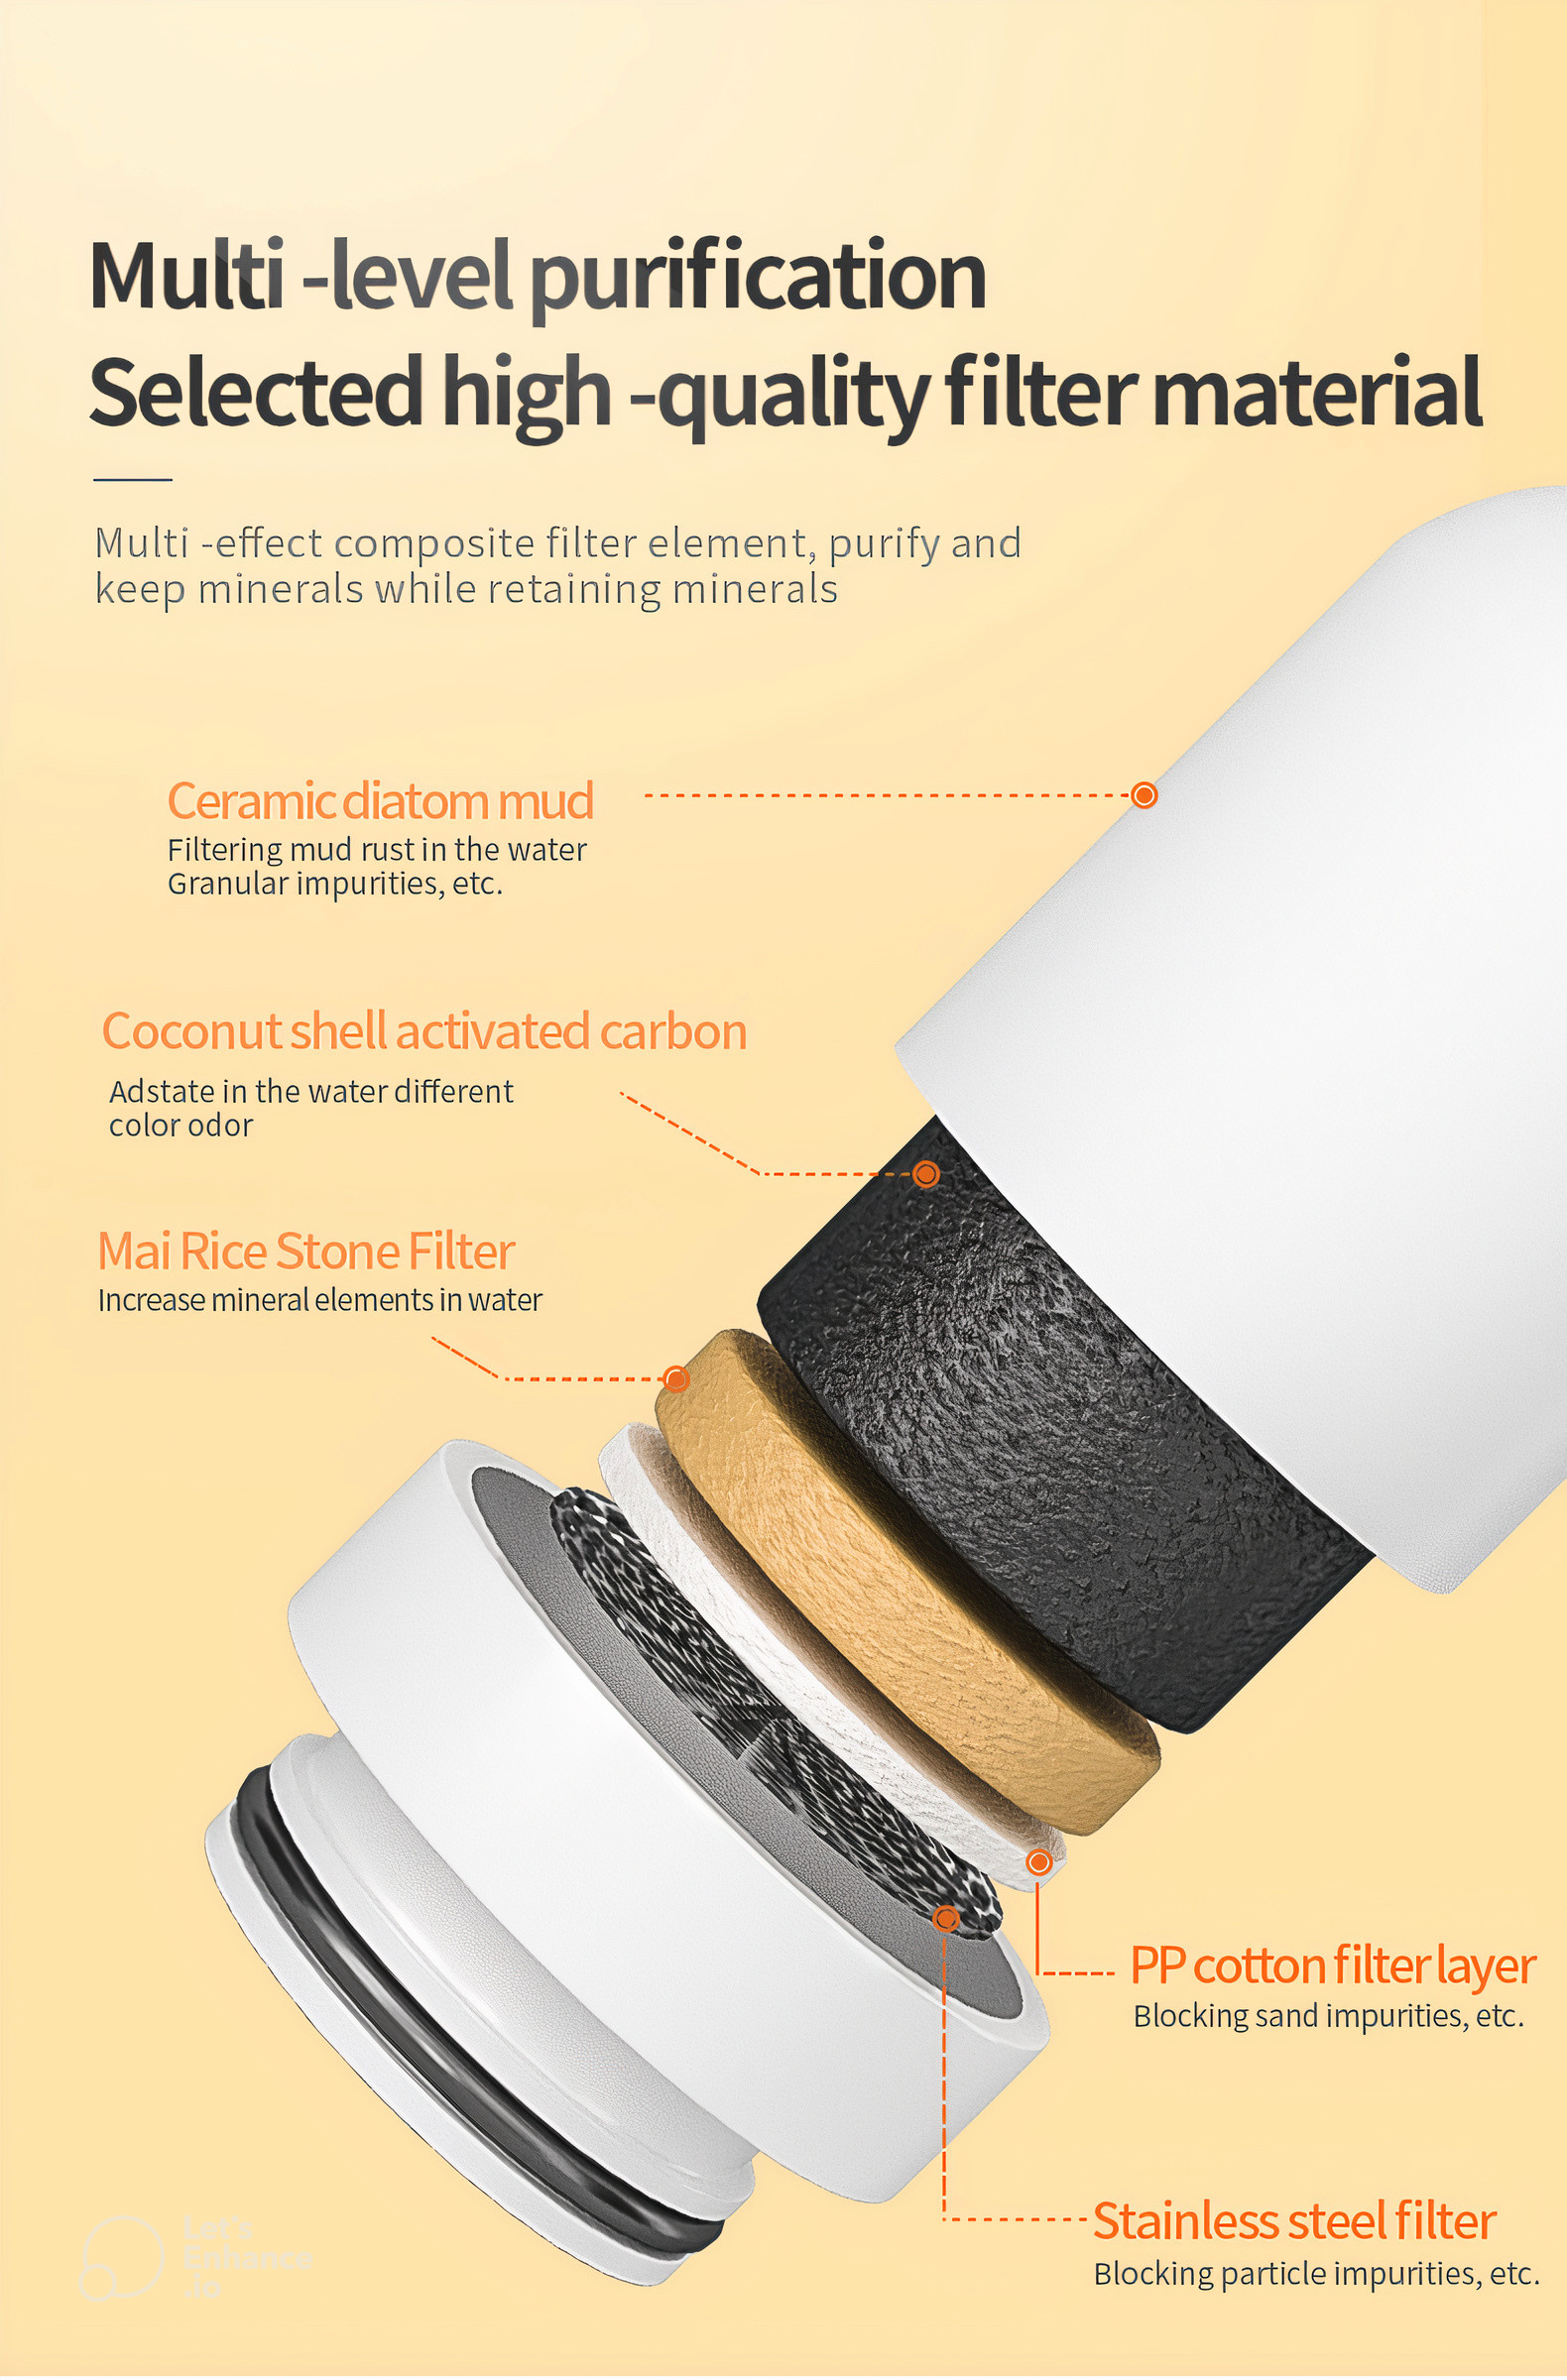 Multi -level purification
Selected high -quality filter material
Multi -effect composite filter element, purify and
keep minerals while retaining minerals
Ceramic diatom mud
Filtering mud rust in the water
Granular impurities, etc.
Coconut shell activated carbon
Adstate in the water different
color odor
Mai Rice Stone Filter
Increase mineral elements in water
PP cotton filter layer
Blocking sand impurities, etc.
Stainless steel filter
Blocking particle impurities, etc.
Let's
Enhance
.io